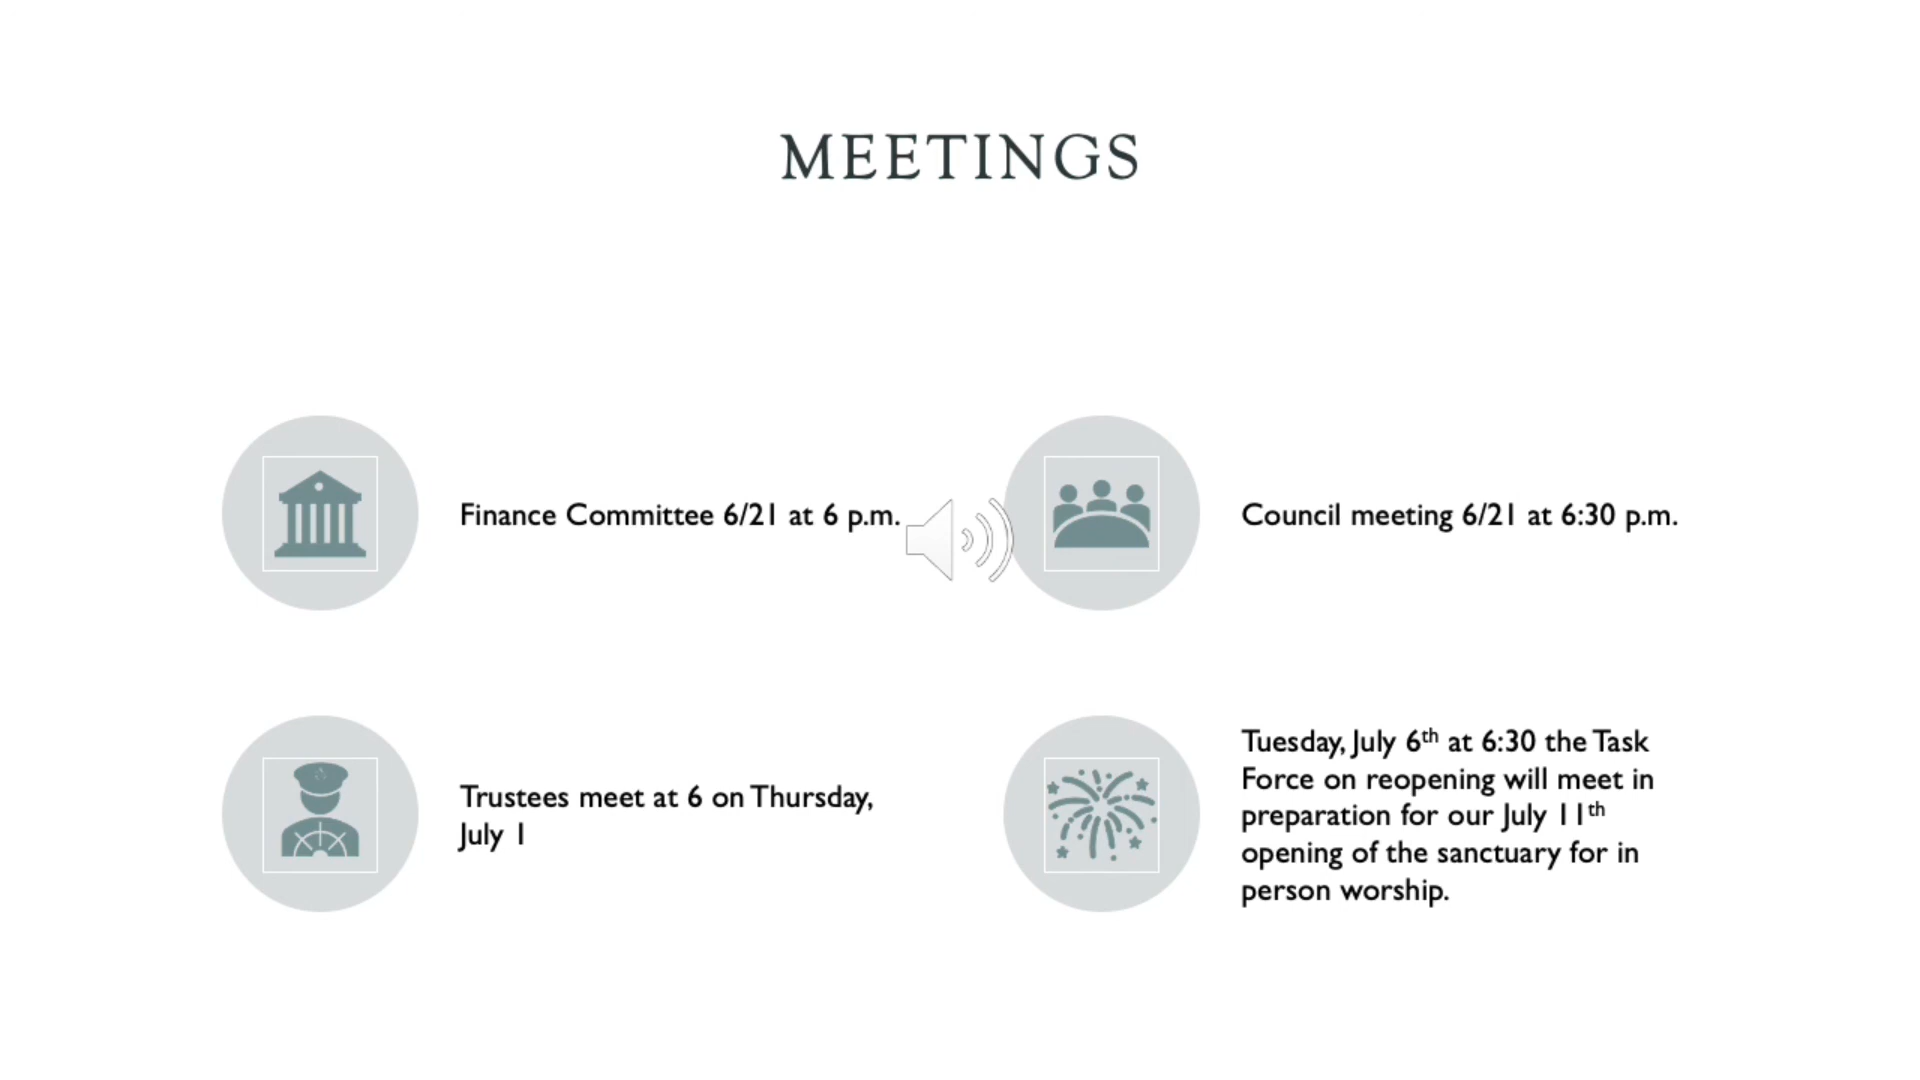 MEETINGS
Finance Committee 6/21 at 6 p.m.
Council meeting 6/21 at 6:30 p.m.
Trustees meet at 6 on Thursday,
July 1
Tuesday, July 6th at 6:30 the Task
Force on reopening will meet in
preparation for our July 11th
opening of the sanctuary for in
person worship.